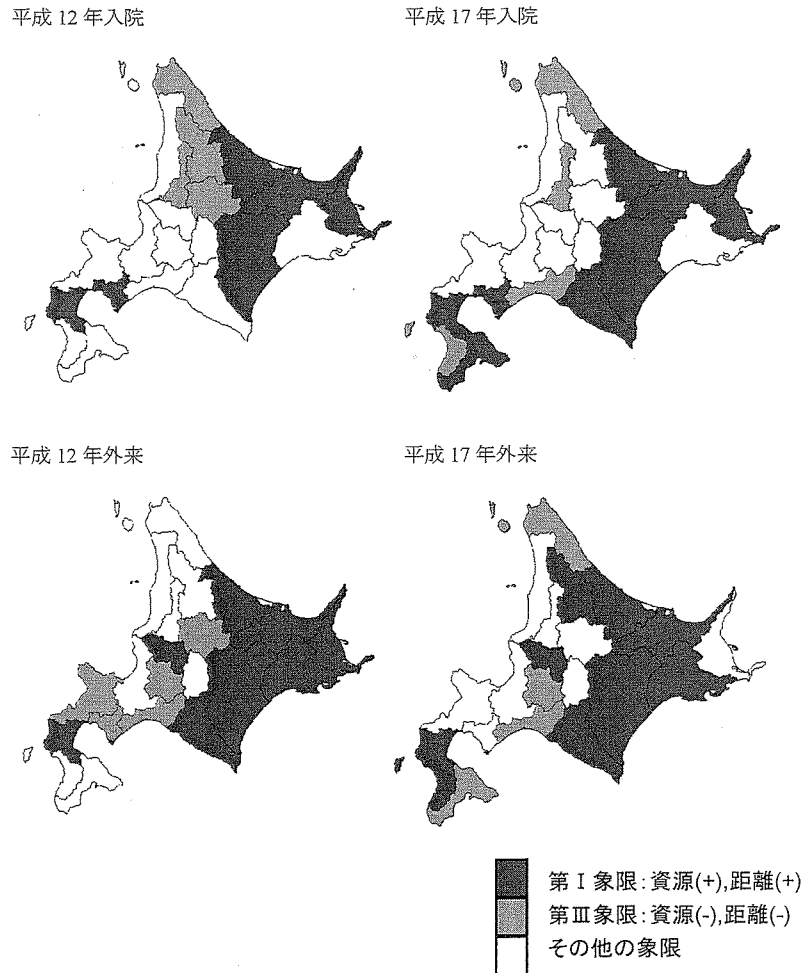 平成 12 年入院
平成 17 年入院
平成 12 年外来
平成 17 年外来
第 I 象限：資源(+),距離(+)
第Ⅲ象限：資源(-),距離(-)
その他の象限